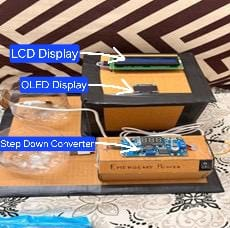 LCD Display
OLED Display
Step Down Converter
EMERGENCY POWER